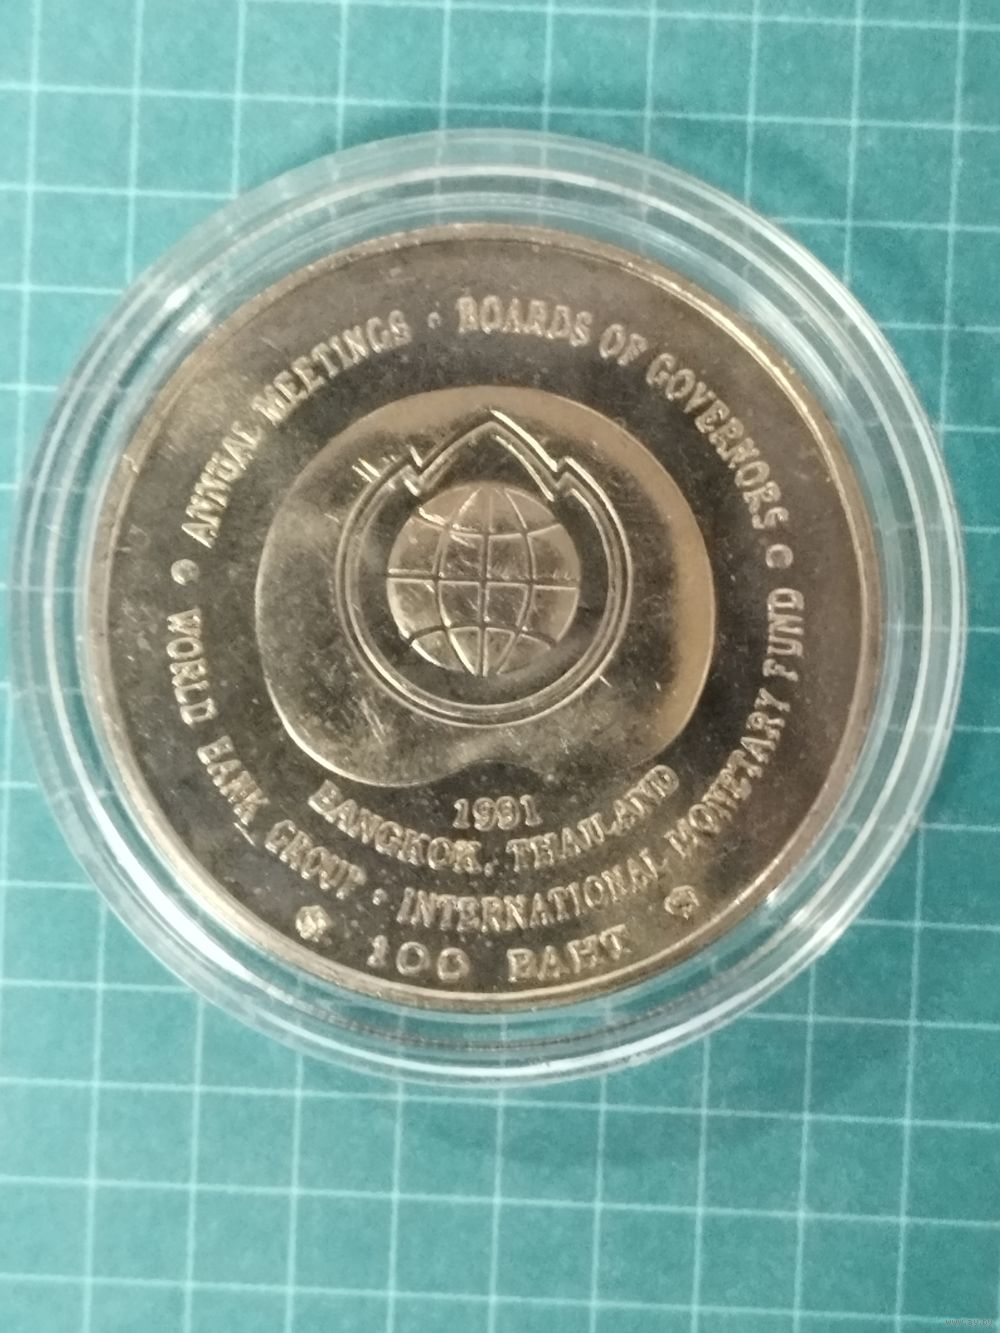 ANNUAL MEETINGS · BOARDS OF GOVERNORS
WORLD BANK GROUP · INTERNATIONAL MONETARY FUND
1991
BANGKOK, THAILAND
100 BAHT